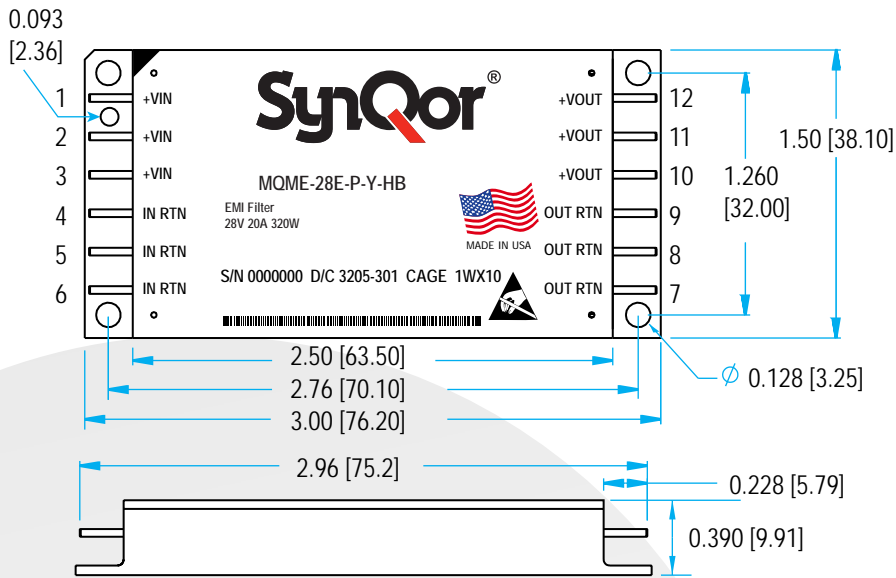 0.093
[2.36]
1 +VIN
2 +VIN
3 +VIN
4 IN RTN
5 IN RTN
6 IN RTN
SynQor®
MQME-28E-P-Y-HB
EMI Filter
28V 20A 320W
MADE IN USA
S/N 0000000 D/C 3205-301 CAGE 1WX10
+VOUT 12
+VOUT 11
+VOUT 10
OUT RTN 9
OUT RTN 8
OUT RTN 7
1.260
[32.00]
1.50 [38.10]
2.50 [63.50]
2.76 [70.10]
3.00 [76.20]
∅ 0.128 [3.25]
2.96 [75.2]
0.228 [5.79]
0.390 [9.91]